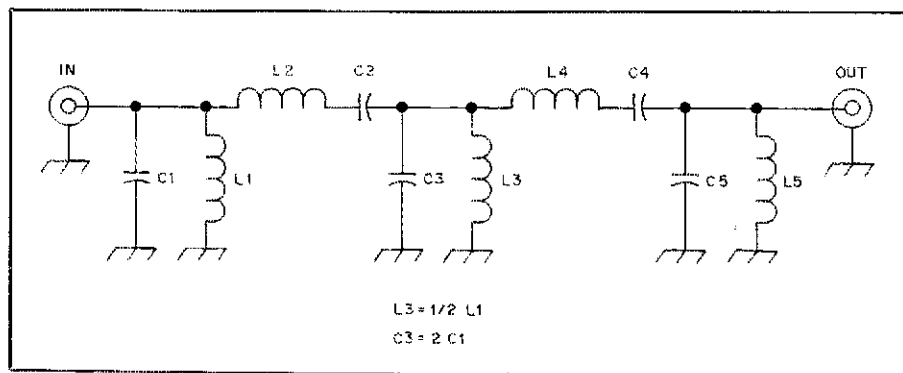 IN
L2
C2
L4
C4
OUT
C1
L1
C3
L3
C5
L5
L3 = 1/2 L1
C3 = 2 C1